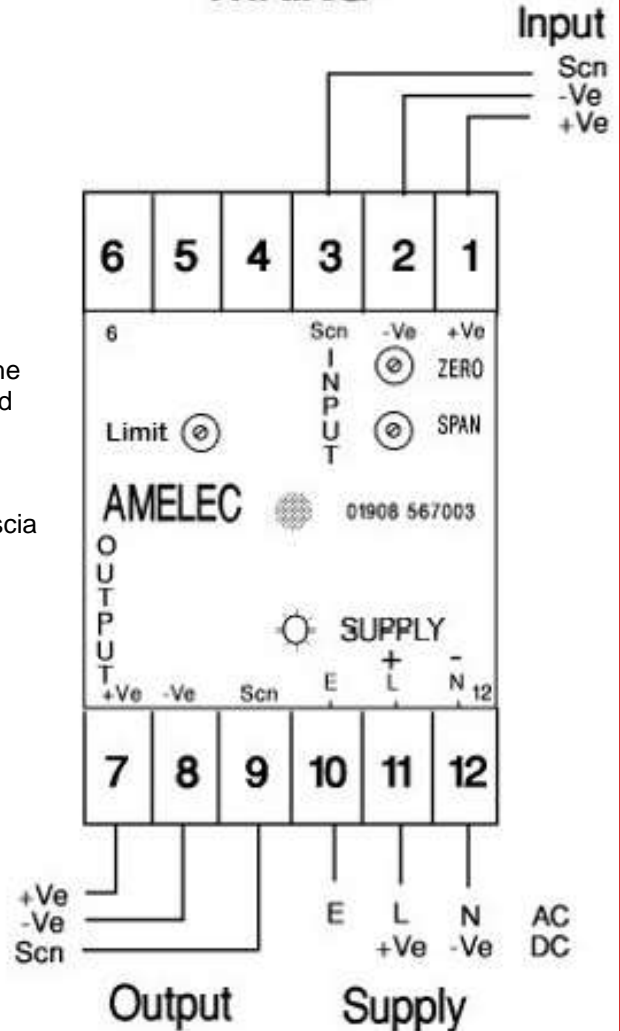 Input
Scn
-Ve
+Ve
6 5 4 3 2 1
6 Scn -Ve +Ve
INPUT
ZERO
SPAN
Limit
AMELEC 01908 567003
OUTPUT
SUPPLY
+ -
+Ve -Ve Scn E L N 12
7 8 9 10 11 12
+Ve
-Ve
Scn
E L N AC
+Ve -Ve DC
Output Supply